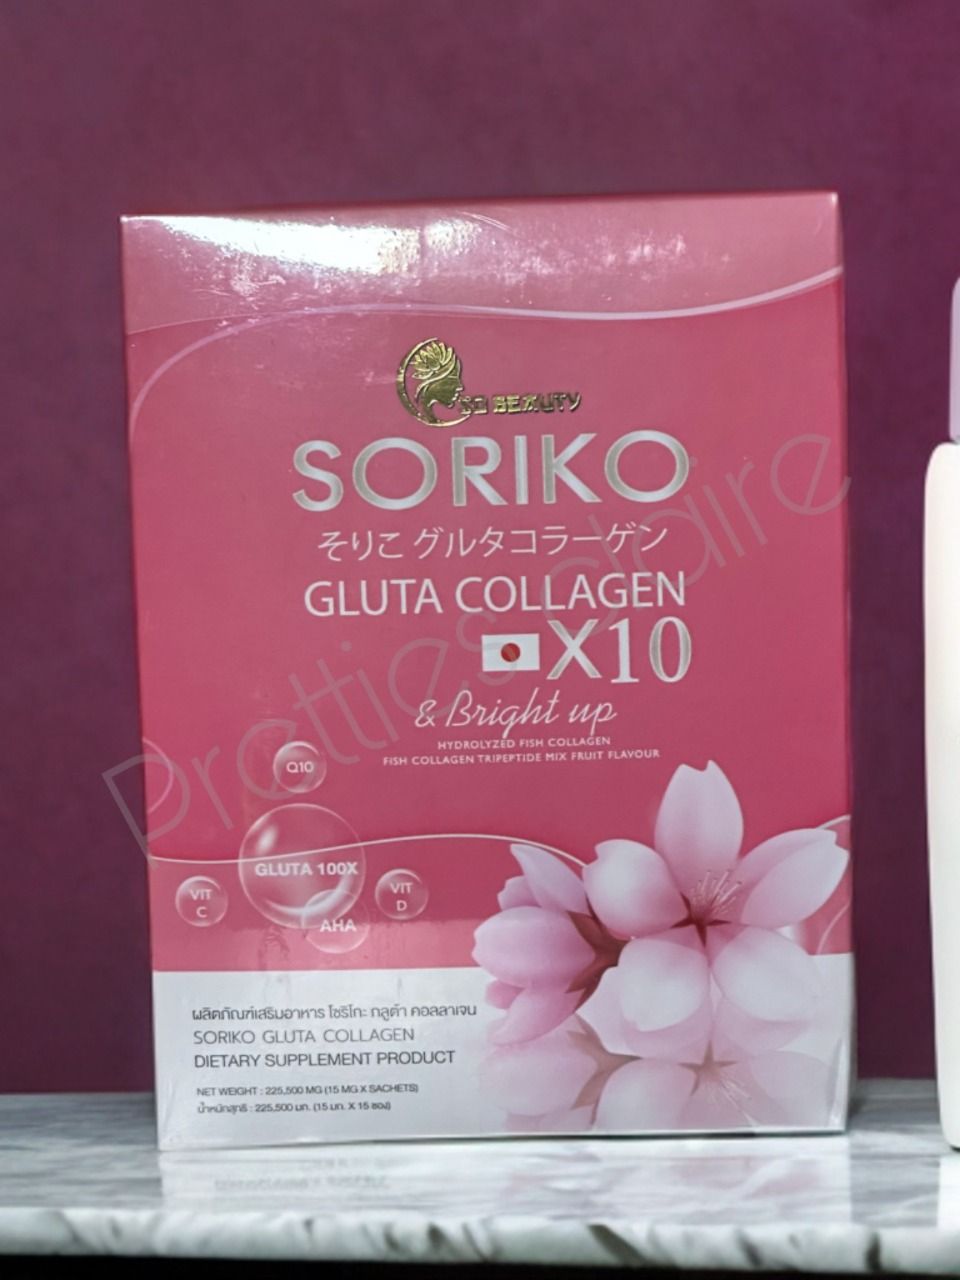 SO BEAUTY
SORIKO
そりこ グルタコラーゲン
GLUTA COLLAGEN
X10
& Bright up
HYDROLYZED FISH COLLAGEN
FISH COLLAGEN TRIPEPTIDE MIX FRUIT FLAVOUR
Q10
GLUTA 100X
VIT
C
VIT
D
AHA
ผลิตภัณฑ์เสริมอาหาร โซริโกะ กลูต้า คอลลาเจน
SORIKO GLUTA COLLAGEN
DIETARY SUPPLEMENT PRODUCT
NET WEIGHT : 225,500 MG (15 MG X SACHETS)
น้ำหนักสุทธิ : 225,500 มก. (15 มก. X 15 ซอง)
Pretties claire